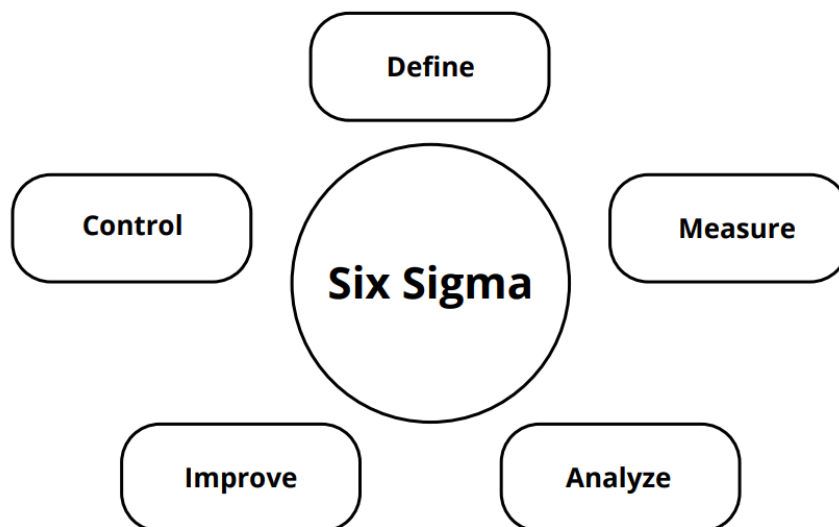 Define
Control
Measure
Six Sigma
Improve
Analyze